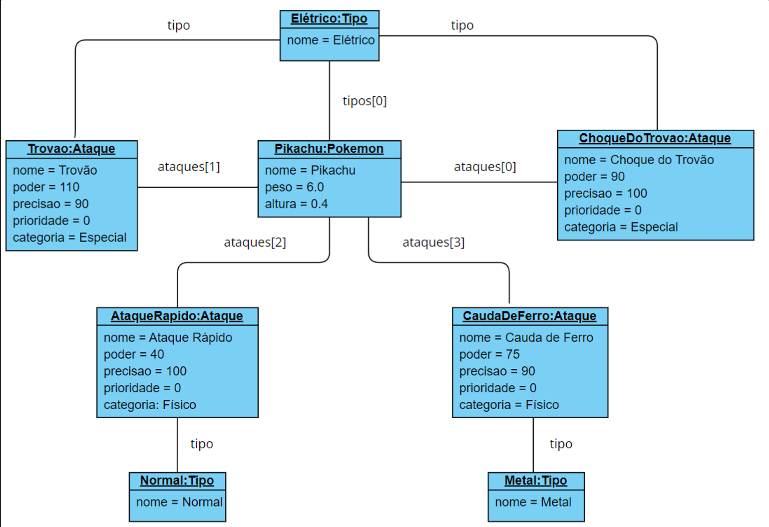 Elétrico:Tipo
nome = Elétrico
tipo
tipo
tipos[0]
Trovao:Ataque
nome = Trovão
poder = 110
precisao = 90
prioridade = 0
categoria = Especial
ataques[1]
Pikachu:Pokemon
nome = Pikachu
peso = 6.0
altura = 0.4
ataques[0]
ChoqueDoTrovao:Ataque
nome = Choque do Trovão
poder = 90
precisao = 100
prioridade = 0
categoria = Especial
ataques[2]
ataques[3]
AtaqueRapido:Ataque
nome = Ataque Rápido
poder = 40
precisao = 100
prioridade = 0
categoria: Físico
CaudaDeFerro:Ataque
nome = Cauda de Ferro
poder = 75
precisao = 90
prioridade = 0
categoria = Físico
tipo
tipo
Normal:Tipo
nome = Normal
Metal:Tipo
nome = Metal